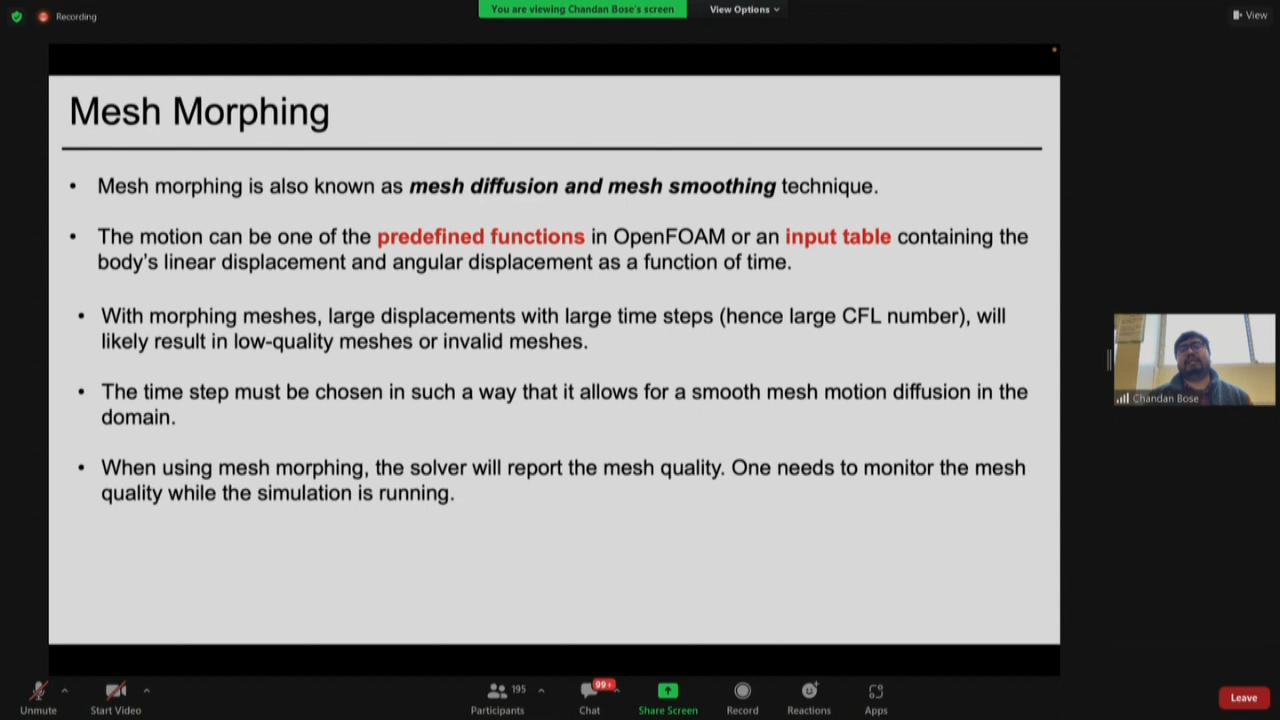 Recording
You are viewing Chandan Bose's screen
View Options
View
Mesh Morphing
• Mesh morphing is also known as mesh diffusion and mesh smoothing technique.
• The motion can be one of the predefined functions in OpenFOAM or an input table containing the
body's linear displacement and angular displacement as a function of time.
• With morphing meshes, large displacements with large time steps (hence large CFL number), will
likely result in low-quality meshes or invalid meshes.
• The time step must be chosen in such a way that it allows for a smooth mesh motion diffusion in the
domain.
• When using mesh morphing, the solver will report the mesh quality. One needs to monitor the mesh
quality while the simulation is running.
Chandan Bose
Unmute
Start Video
195
Participants
99+
Chat
Share Screen
Record
Reactions
Apps
Leave